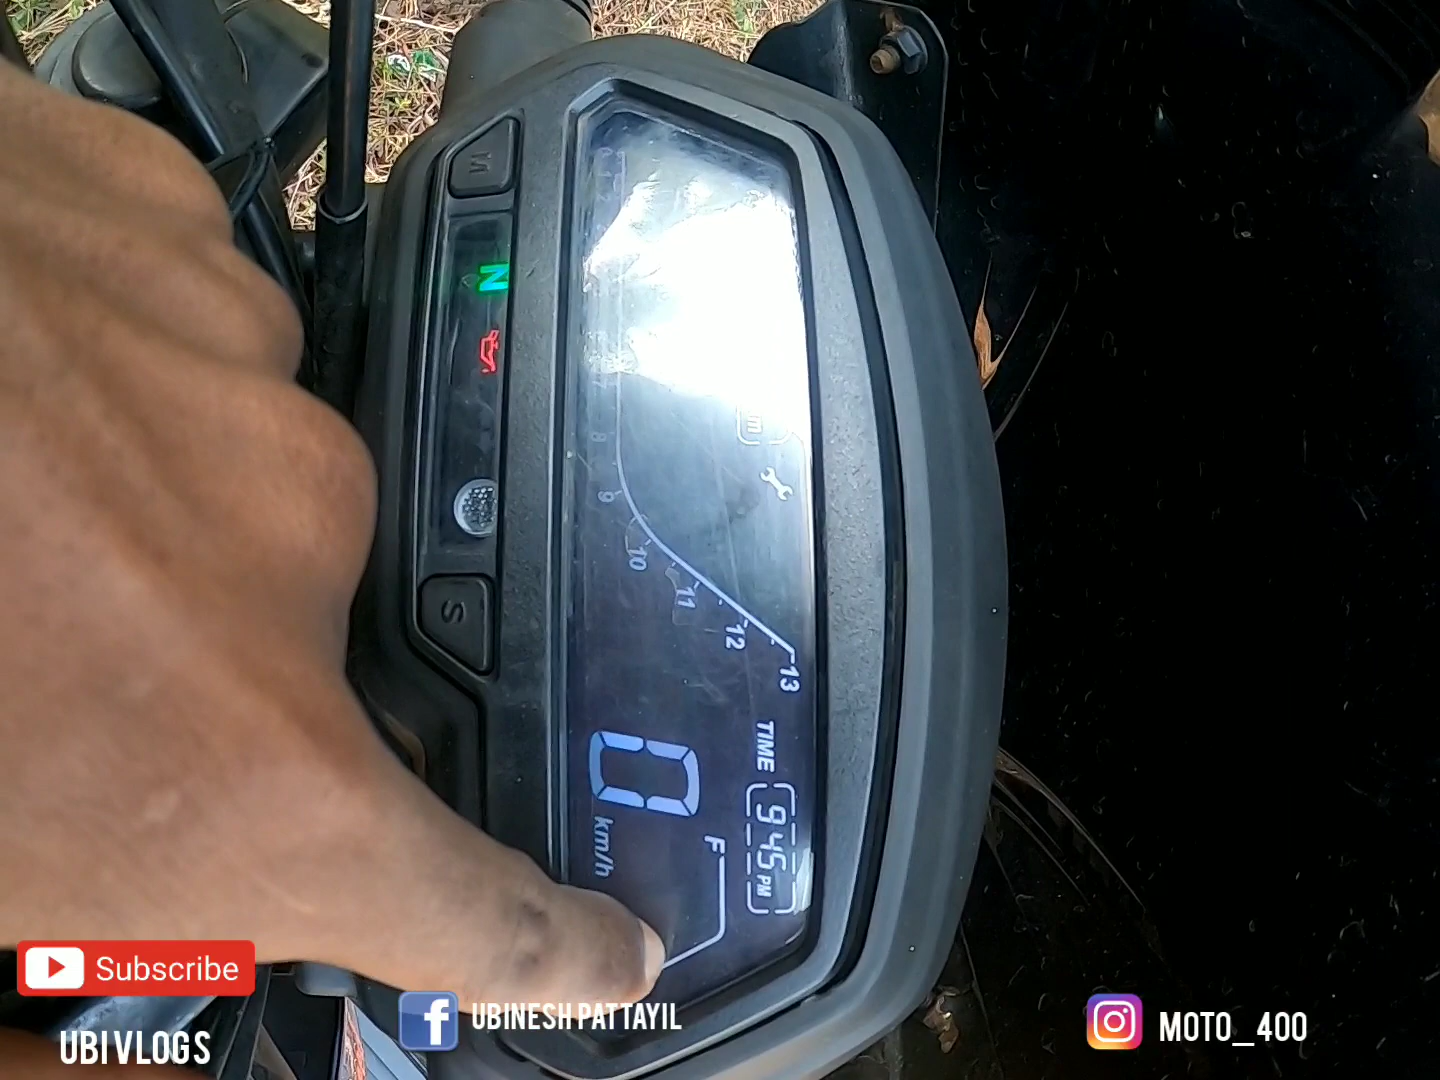 M
N
S
m
8
9
10
11
12
13
TIME
9:45 PM
0
km/h
F
Subscribe
UBI VLOGS
f
UBINESH PATTAYIL
MOTO_400